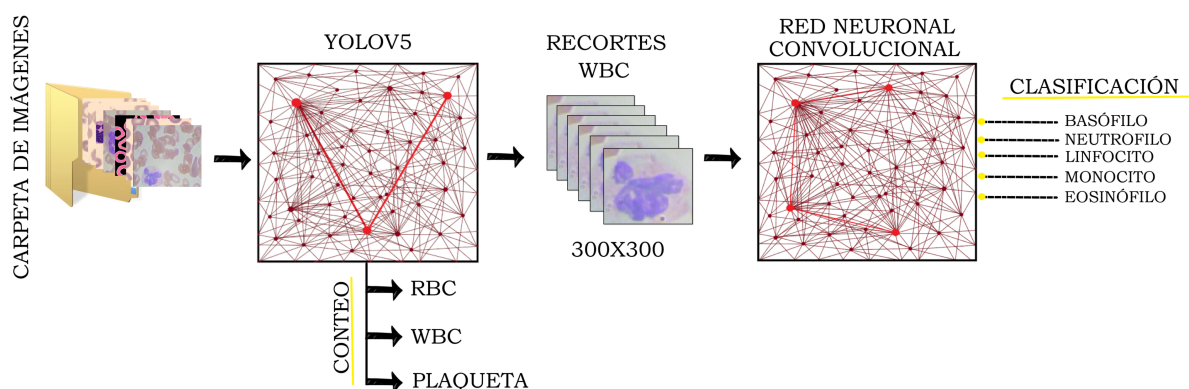 CARPETA DE IMÁGENES
YOLOV5
RECORTES
WBC
300X300
RED NEURONAL
CONVOLUCIONAL
CLASIFICACIÓN
BASÓFILO
NEUTRÓFILO
LINFOCITO
MONOCITO
EOSINÓFILO
CONTEO
RBC
WBC
PLAQUETA